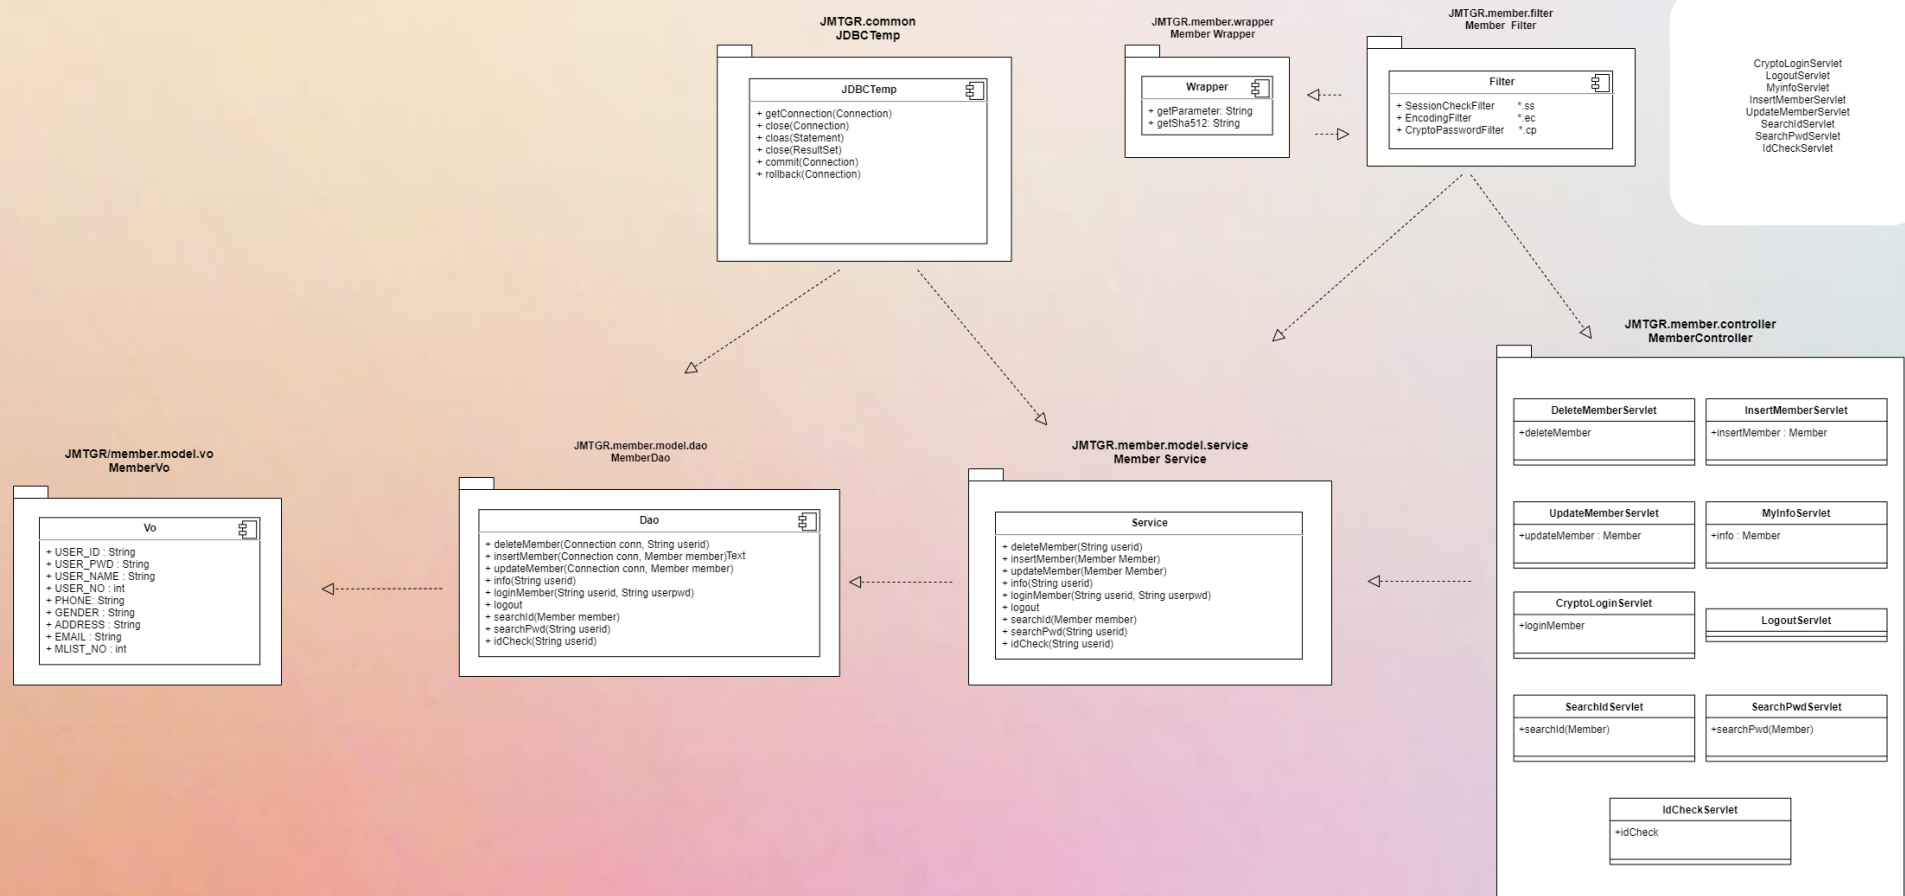 JMTGR.common
JDBCTemp
JDBCTemp
+ getConnection(Connection)
+ close(Connection)
+ cloas(Statement)
+ close(ResultSet)
+ commit(Connection)
+ rollback(Connection)
JMTGR.member.wrapper
Member Wrapper
Wrapper
+ getParameter: String
+ getSha512: String
JMTGR.member.filter
Member Filter
Filter
+ SessionCheckFilter *.ss
+ EncodingFilter *.ec
+ CryptoPasswordFilter *.cp
CryptoLoginServlet
LogoutServlet
MyinfoServlet
InsertMemberServlet
UpdateMemberServlet
SearchIdServlet
SearchPwdServlet
IdCheckServlet
JMTGR/member.model.vo
MemberVo
Vo
+ USER_ID : String
+ USER_PWD : String
+ USER_NAME : String
+ USER_NO : int
+ PHONE: String
+ GENDER : String
+ ADDRESS : String
+ EMAIL : String
+ MLIST_NO : int
JMTGR.member.model.dao
MemberDao
Dao
+ deleteMember(Connection conn, String userid)
+ insertMember(Connection conn, Member member)Text
+ updateMember(Connection conn, Member member)
+ info(String userid)
+ loginMember(String userid, String userpwd)
+ logout
+ searchId(Member member)
+ searchPwd(String userid)
+ idCheck(String userid)
JMTGR.member.model.service
Member Service
Service
+ deleteMember(String userid)
+ insertMember(Member Member)
+ updateMember(Member Member)
+ info(String userid)
+ loginMember(String userid, String userpwd)
+ logout
+ searchId(Member member)
+ searchPwd(String userid)
+ idCheck(String userid)
JMTGR.member.controller
MemberController
DeleteMemberServlet
+deleteMember
InsertMemberServlet
+insertMember : Member
UpdateMemberServlet
+updateMember : Member
MyInfoServlet
+info : Member
CryptoLoginServlet
+loginMember
LogoutServlet
SearchIdServlet
+searchId(Member)
SearchPwdServlet
+searchPwd(Member)
IdCheckServlet
+idCheck